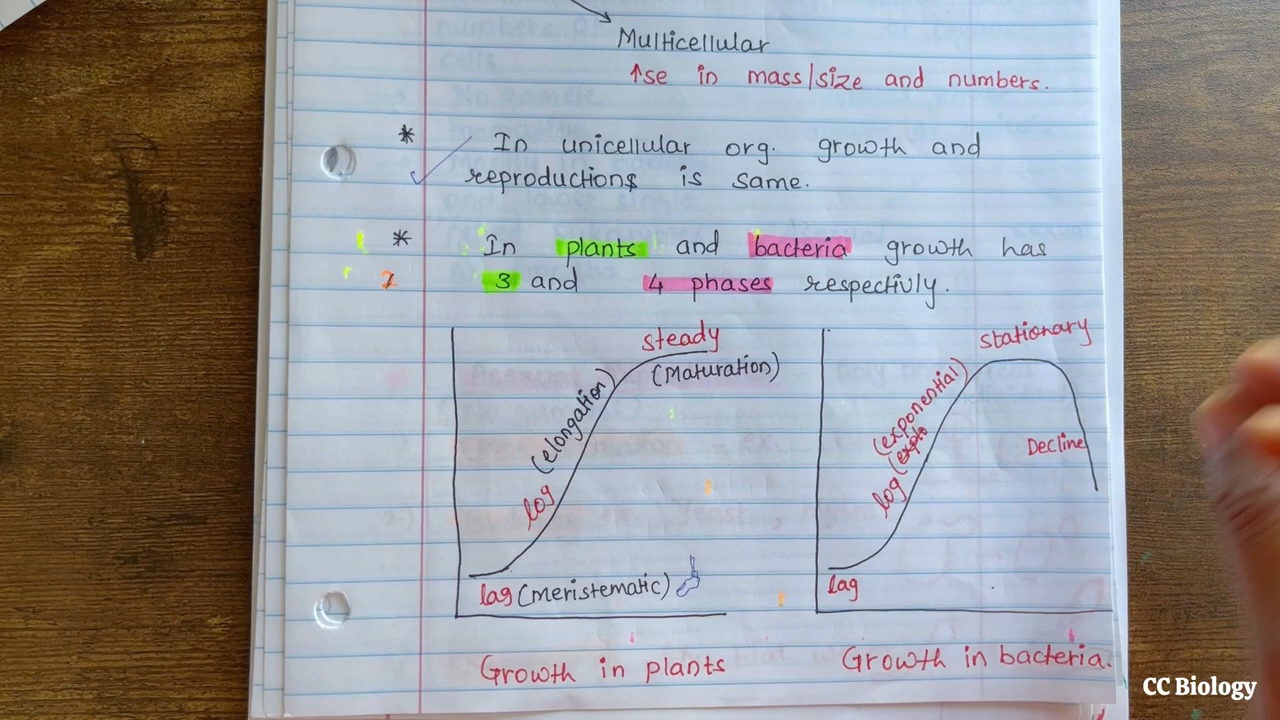 Multicellular
↑se in mass/size and numbers.
* In unicellular org. growth and
reproductions is same.
* In plants and bacteria growth has
3 and 4 phases respectivly.
steady
(Maturation)
(elongation)
log
lag (meristematic)
Growth in plants
stationary
(exponential)
log (expo
Decline
lag
Growth in bacteria.
CC Biology